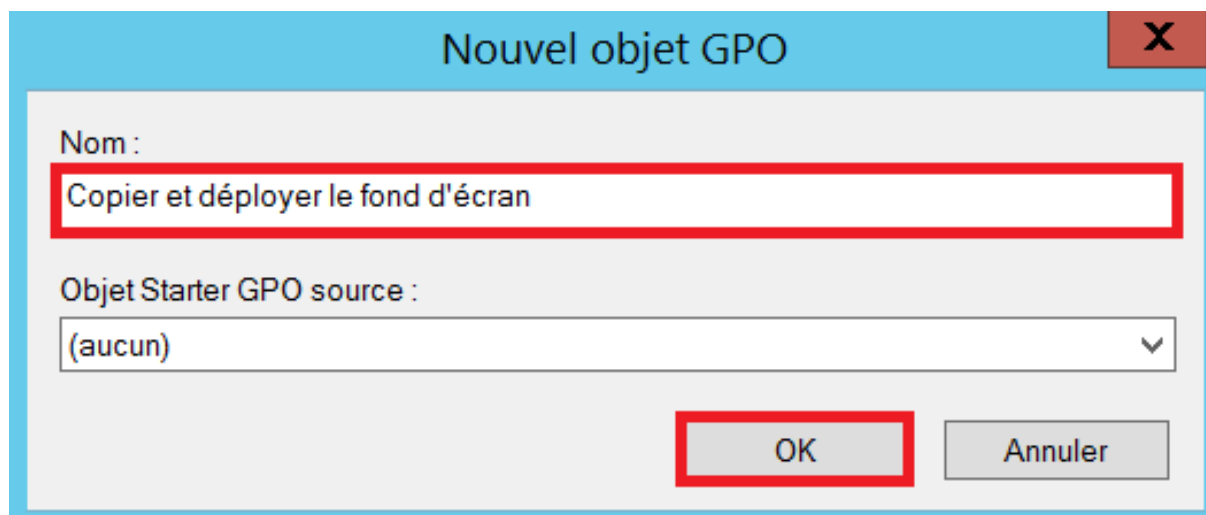 Nouvel objet GPO
Nom :
Copier et déployer le fond d'écran
Objet Starter GPO source :
(aucun)
OK
Annuler